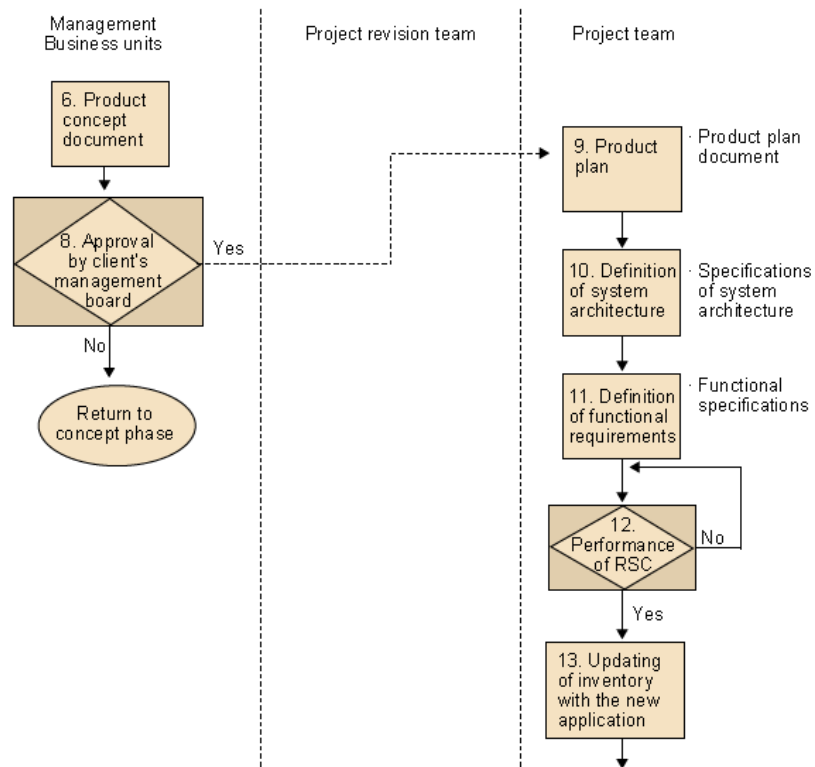 Management
Business units
Project revision team
Project team
6. Product
concept
document
8. Approval
by client's
management
board
Yes
No
Return to
concept phase
9. Product
plan
· Product plan
document
10. Definition
of system
architecture
· Specifications
of system
architecture
11. Definition
of functional
requirements
· Functional
specifications
12.
Performance
of RSC
No
Yes
13. Updating
of inventory
with the new
application